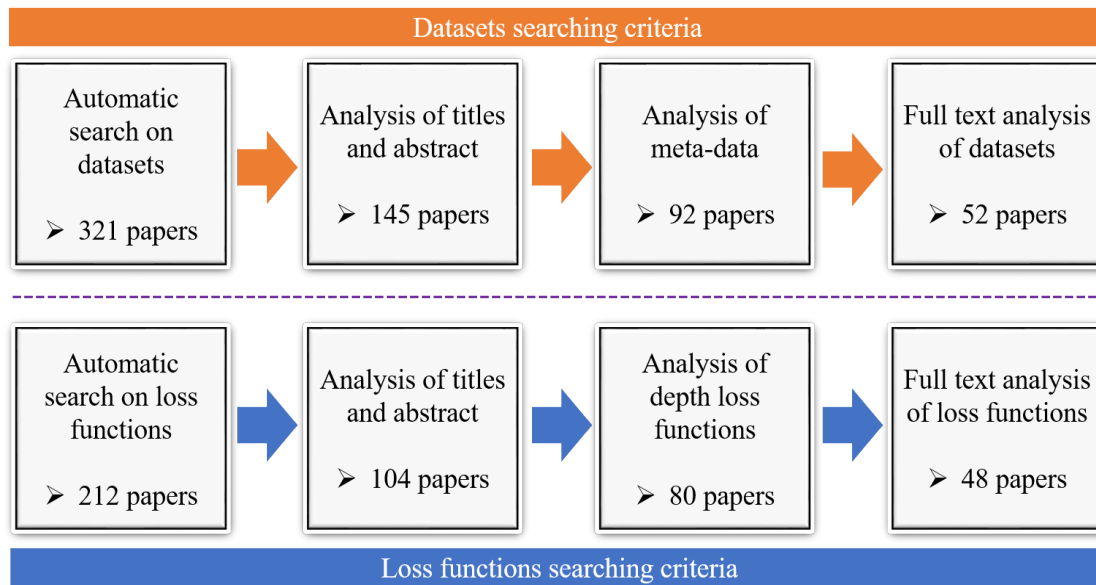 Datasets searching criteria
Automatic
search on
datasets
➢ 321 papers
Analysis of titles
and abstract
➢ 145 papers
Analysis of
meta-data
➢ 92 papers
Full text analysis
of datasets
➢ 52 papers
Automatic
search on loss
functions
➢ 212 papers
Analysis of titles
and abstract
➢ 104 papers
Analysis of
depth loss
functions
➢ 80 papers
Full text analysis
of loss functions
➢ 48 papers
Loss functions searching criteria